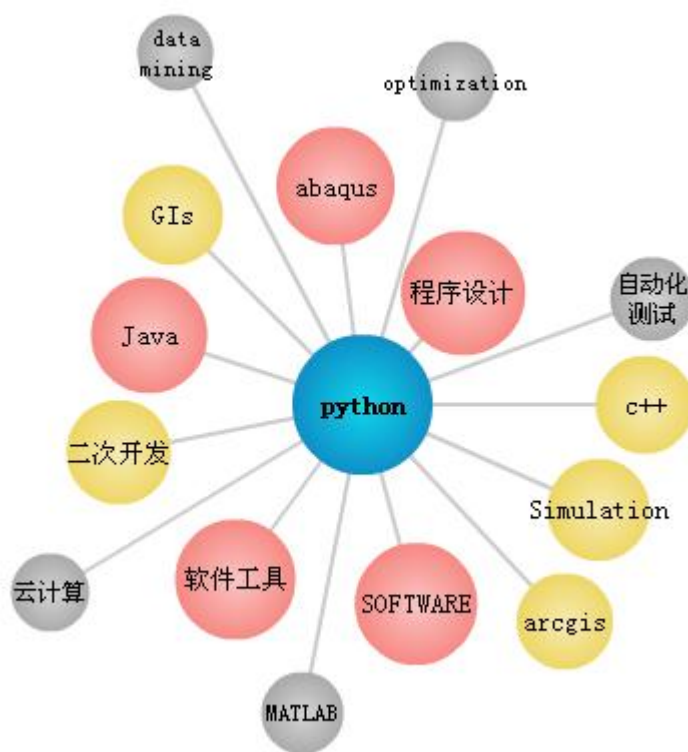 data
mining
optimization
abaqus
GIs
程序设计
自动化
测试
Java
python
c++
二次开发
Simulation
软件工具
云计算
SOFTWARE
arcgis
MATLAB